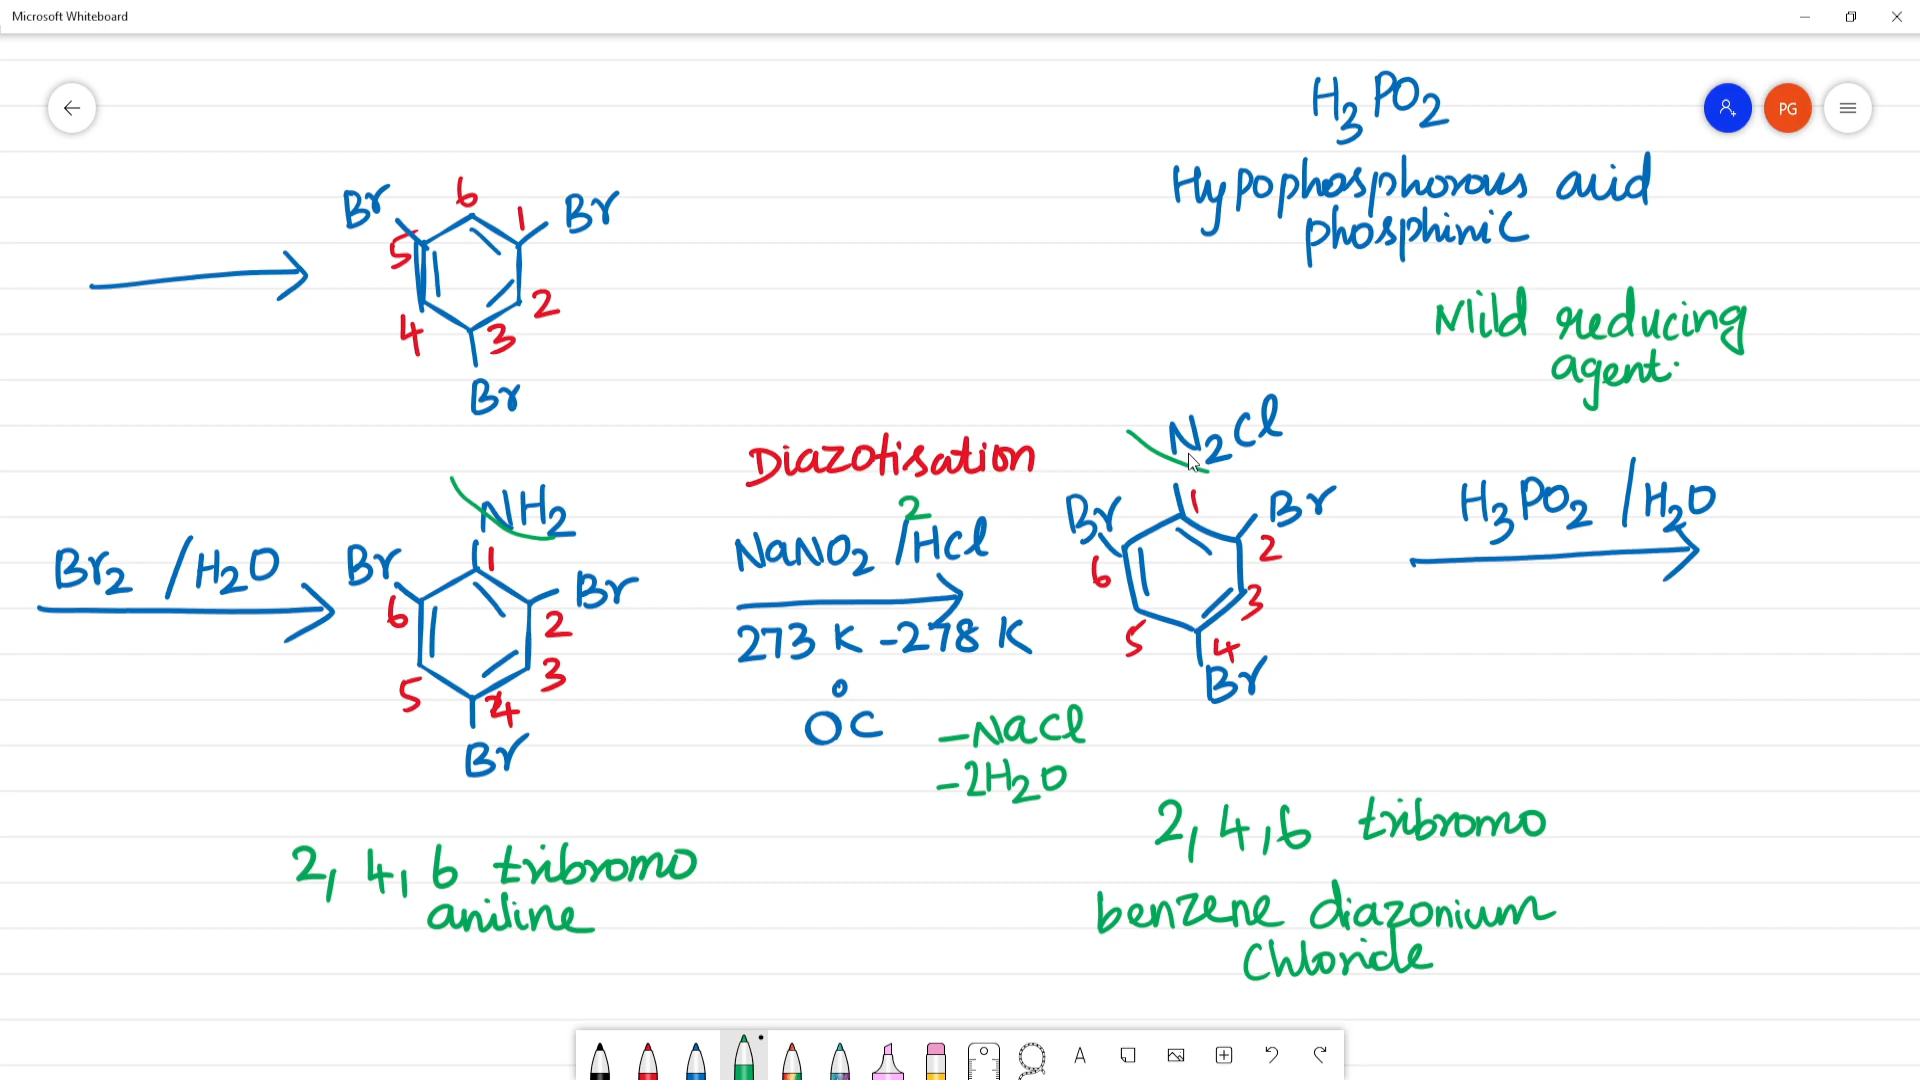 Microsoft Whiteboard
H3PO2
PG
Hypophosphorous acid
phosphinic
Br 6 1 Br
5
4 3 2
Br
Mild reducing
agent.
Diazotisation
N2Cl
NH2
Br2 /H2O
Br 1 Br
6 2
5 4 3
Br
2
NaNO2 /HCl
273 K -278 K
0°C
-NaCl
-2H2O
Br 1 Br
6 2
5 4 3
Br
H3PO2 /H2O
2, 4, 6 tribromo
aniline
2, 4, 6 tribromo
benzene diazonium
Chloride
A